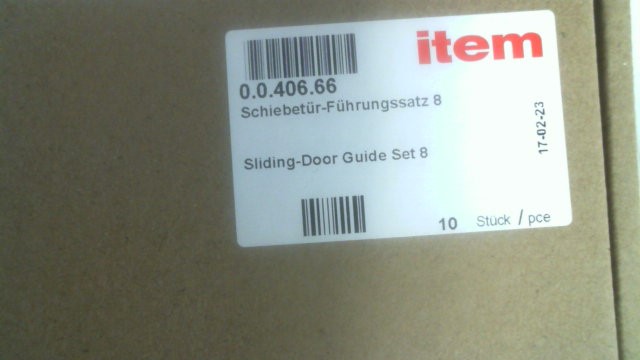 item
0.0.406.66
Schiebetür-Führungssatz 8
17-02-23
Sliding-Door Guide Set 8
10 Stück / pce